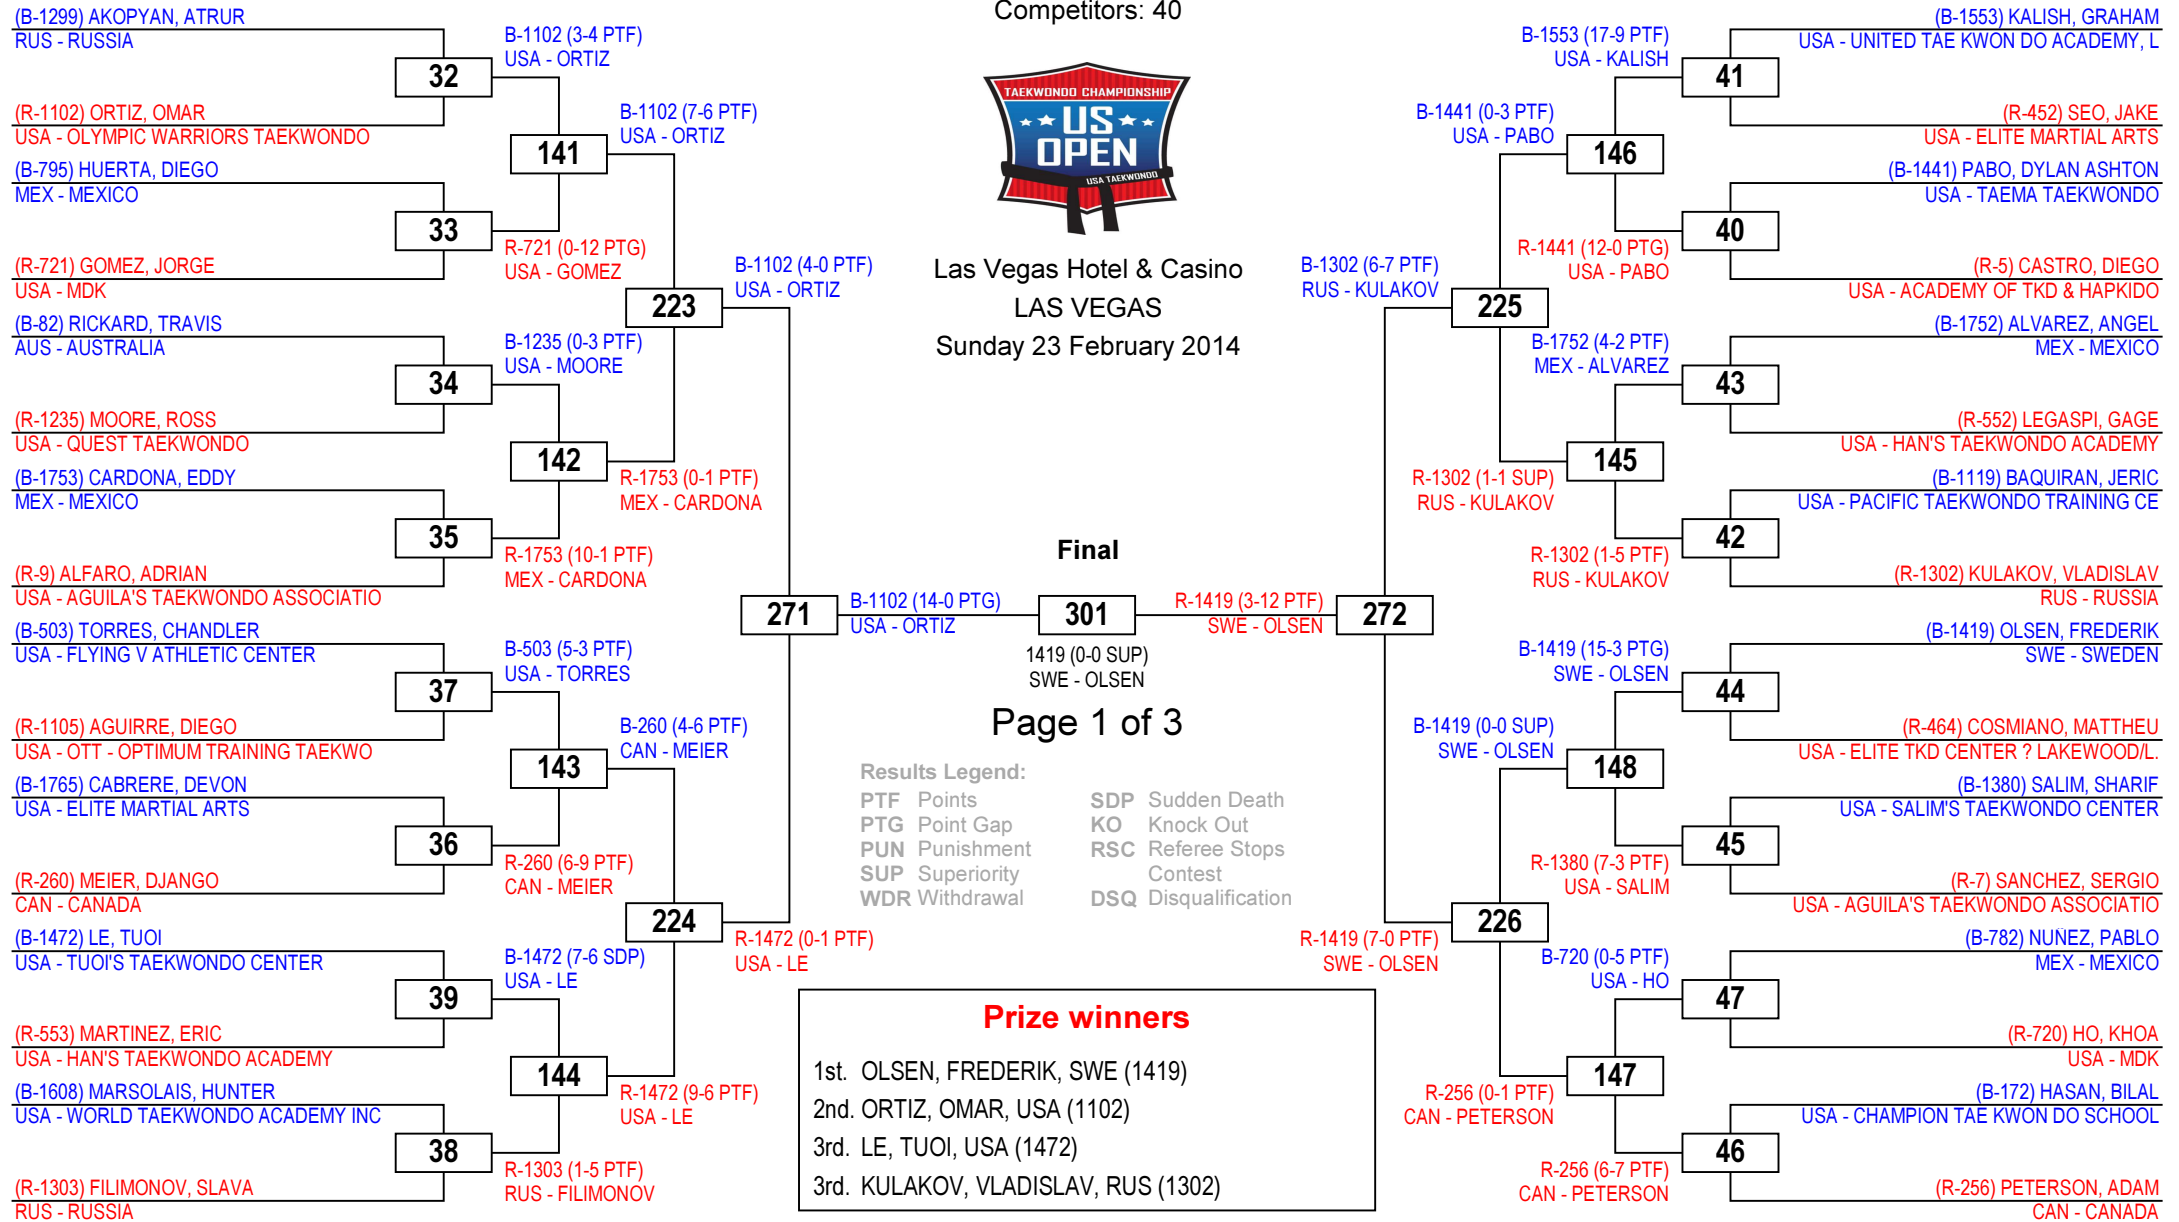 Competitors: 40
TAEKWONDO CHAMPIONSHIP
US
OPEN
USA TAEKWONDO
Las Vegas Hotel & Casino
LAS VEGAS
Sunday 23 February 2014
(B-1299) AKOPYAN, ATRUR
RUS - RUSSIA
32
(R-1102) ORTIZ, OMAR
USA - OLYMPIC WARRIORS TAEKWONDO
(B-795) HUERTA, DIEGO
MEX - MEXICO
33
(R-721) GOMEZ, JORGE
USA - MDK
(B-82) RICKARD, TRAVIS
AUS - AUSTRALIA
34
(R-1235) MOORE, ROSS
USA - QUEST TAEKWONDO
(B-1753) CARDONA, EDDY
MEX - MEXICO
35
(R-9) ALFARO, ADRIAN
USA - AGUILA'S TAEKWONDO ASSOCIATIO
(B-503) TORRES, CHANDLER
USA - FLYING V ATHLETIC CENTER
37
(R-1105) AGUIRRE, DIEGO
USA - OTT - OPTIMUM TRAINING TAEKWO
(B-1765) CABRERE, DEVON
USA - ELITE MARTIAL ARTS
36
(R-260) MEIER, DJANGO
CAN - CANADA
(B-1472) LE, TUOI
USA - TUOI'S TAEKWONDO CENTER
39
(R-553) MARTINEZ, ERIC
USA - HAN'S TAEKWONDO ACADEMY
(B-1608) MARSOLAIS, HUNTER
USA - WORLD TAEKWONDO ACADEMY INC
38
(R-1303) FILIMONOV, SLAVA
RUS - RUSSIA
B-1102 (3-4 PTF)
USA - ORTIZ
141
R-721 (0-12 PTG)
USA - GOMEZ
B-1235 (0-3 PTF)
USA - MOORE
142
R-1753 (10-1 PTF)
MEX - CARDONA
B-503 (5-3 PTF)
USA - TORRES
143
R-260 (6-9 PTF)
CAN - MEIER
B-1472 (7-6 SDP)
USA - LE
144
R-1303 (1-5 PTF)
RUS - FILIMONOV
B-1102 (7-6 PTF)
USA - ORTIZ
223
R-1753 (0-1 PTF)
MEX - CARDONA
B-260 (4-6 PTF)
CAN - MEIER
224
R-1472 (9-6 PTF)
USA - LE
B-1102 (4-0 PTF)
USA - ORTIZ
271
R-1472 (0-1 PTF)
USA - LE
Final
B-1102 (14-0 PTG)
USA - ORTIZ
301
R-1419 (3-12 PTF)
SWE - OLSEN
1419 (0-0 SUP)
SWE - OLSEN
Page 1 of 3
Results Legend:
PTF Points
PTG Point Gap
PUN Punishment
SUP Superiority
WDR Withdrawal
SDP Sudden Death
KO Knock Out
RSC Referee Stops
Contest
DSQ Disqualification
Prize winners
1st. OLSEN, FREDERIK, SWE (1419)
2nd. ORTIZ, OMAR, USA (1102)
3rd. LE, TUOI, USA (1472)
3rd. KULAKOV, VLADISLAV, RUS (1302)
B-1302 (6-7 PTF)
RUS - KULAKOV
272
R-1419 (7-0 PTF)
SWE - OLSEN
B-1441 (0-3 PTF)
USA - PABO
225
R-1302 (1-1 SUP)
RUS - KULAKOV
B-1419 (0-0 SUP)
SWE - OLSEN
226
R-256 (0-1 PTF)
CAN - PETERSON
B-1553 (17-9 PTF)
USA - KALISH
146
R-1441 (12-0 PTG)
USA - PABO
B-1752 (4-2 PTF)
MEX - ALVAREZ
145
R-1302 (1-5 PTF)
RUS - KULAKOV
B-1419 (15-3 PTG)
SWE - OLSEN
148
R-1380 (7-3 PTF)
USA - SALIM
B-720 (0-5 PTF)
USA - HO
147
R-256 (6-7 PTF)
CAN - PETERSON
(B-1553) KALISH, GRAHAM
USA - UNITED TAE KWON DO ACADEMY, L
41
(R-452) SEO, JAKE
USA - ELITE MARTIAL ARTS
(B-1441) PABO, DYLAN ASHTON
USA - TAEMA TAEKWONDO
40
(R-5) CASTRO, DIEGO
USA - ACADEMY OF TKD & HAPKIDO
(B-1752) ALVAREZ, ANGEL
MEX - MEXICO
43
(R-552) LEGASPI, GAGE
USA - HAN'S TAEKWONDO ACADEMY
(B-1119) BAQUIRAN, JERIC
USA - PACIFIC TAEKWONDO TRAINING CE
42
(R-1302) KULAKOV, VLADISLAV
RUS - RUSSIA
(B-1419) OLSEN, FREDERIK
SWE - SWEDEN
44
(R-464) COSMIANO, MATTHEU
USA - ELITE TKD CENTER ? LAKEWOOD/L.
(B-1380) SALIM, SHARIF
USA - SALIM'S TAEKWONDO CENTER
45
(R-7) SANCHEZ, SERGIO
USA - AGUILA'S TAEKWONDO ASSOCIATIO
(B-782) NUÑEZ, PABLO
MEX - MEXICO
47
(R-720) HO, KHOA
USA - MDK
(B-172) HASAN, BILAL
USA - CHAMPION TAE KWON DO SCHOOL
46
(R-256) PETERSON, ADAM
CAN - CANADA